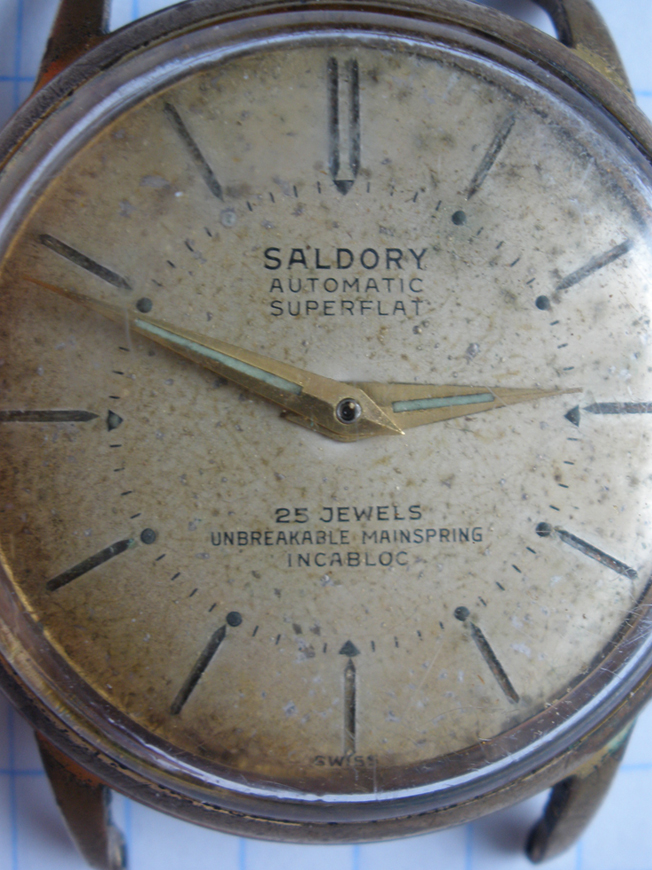 SALDORY
AUTOMATIC
SUPERFLAT
25 JEWELS
UNBREAKABLE MAINSPRING
INCABLOC
SWISS